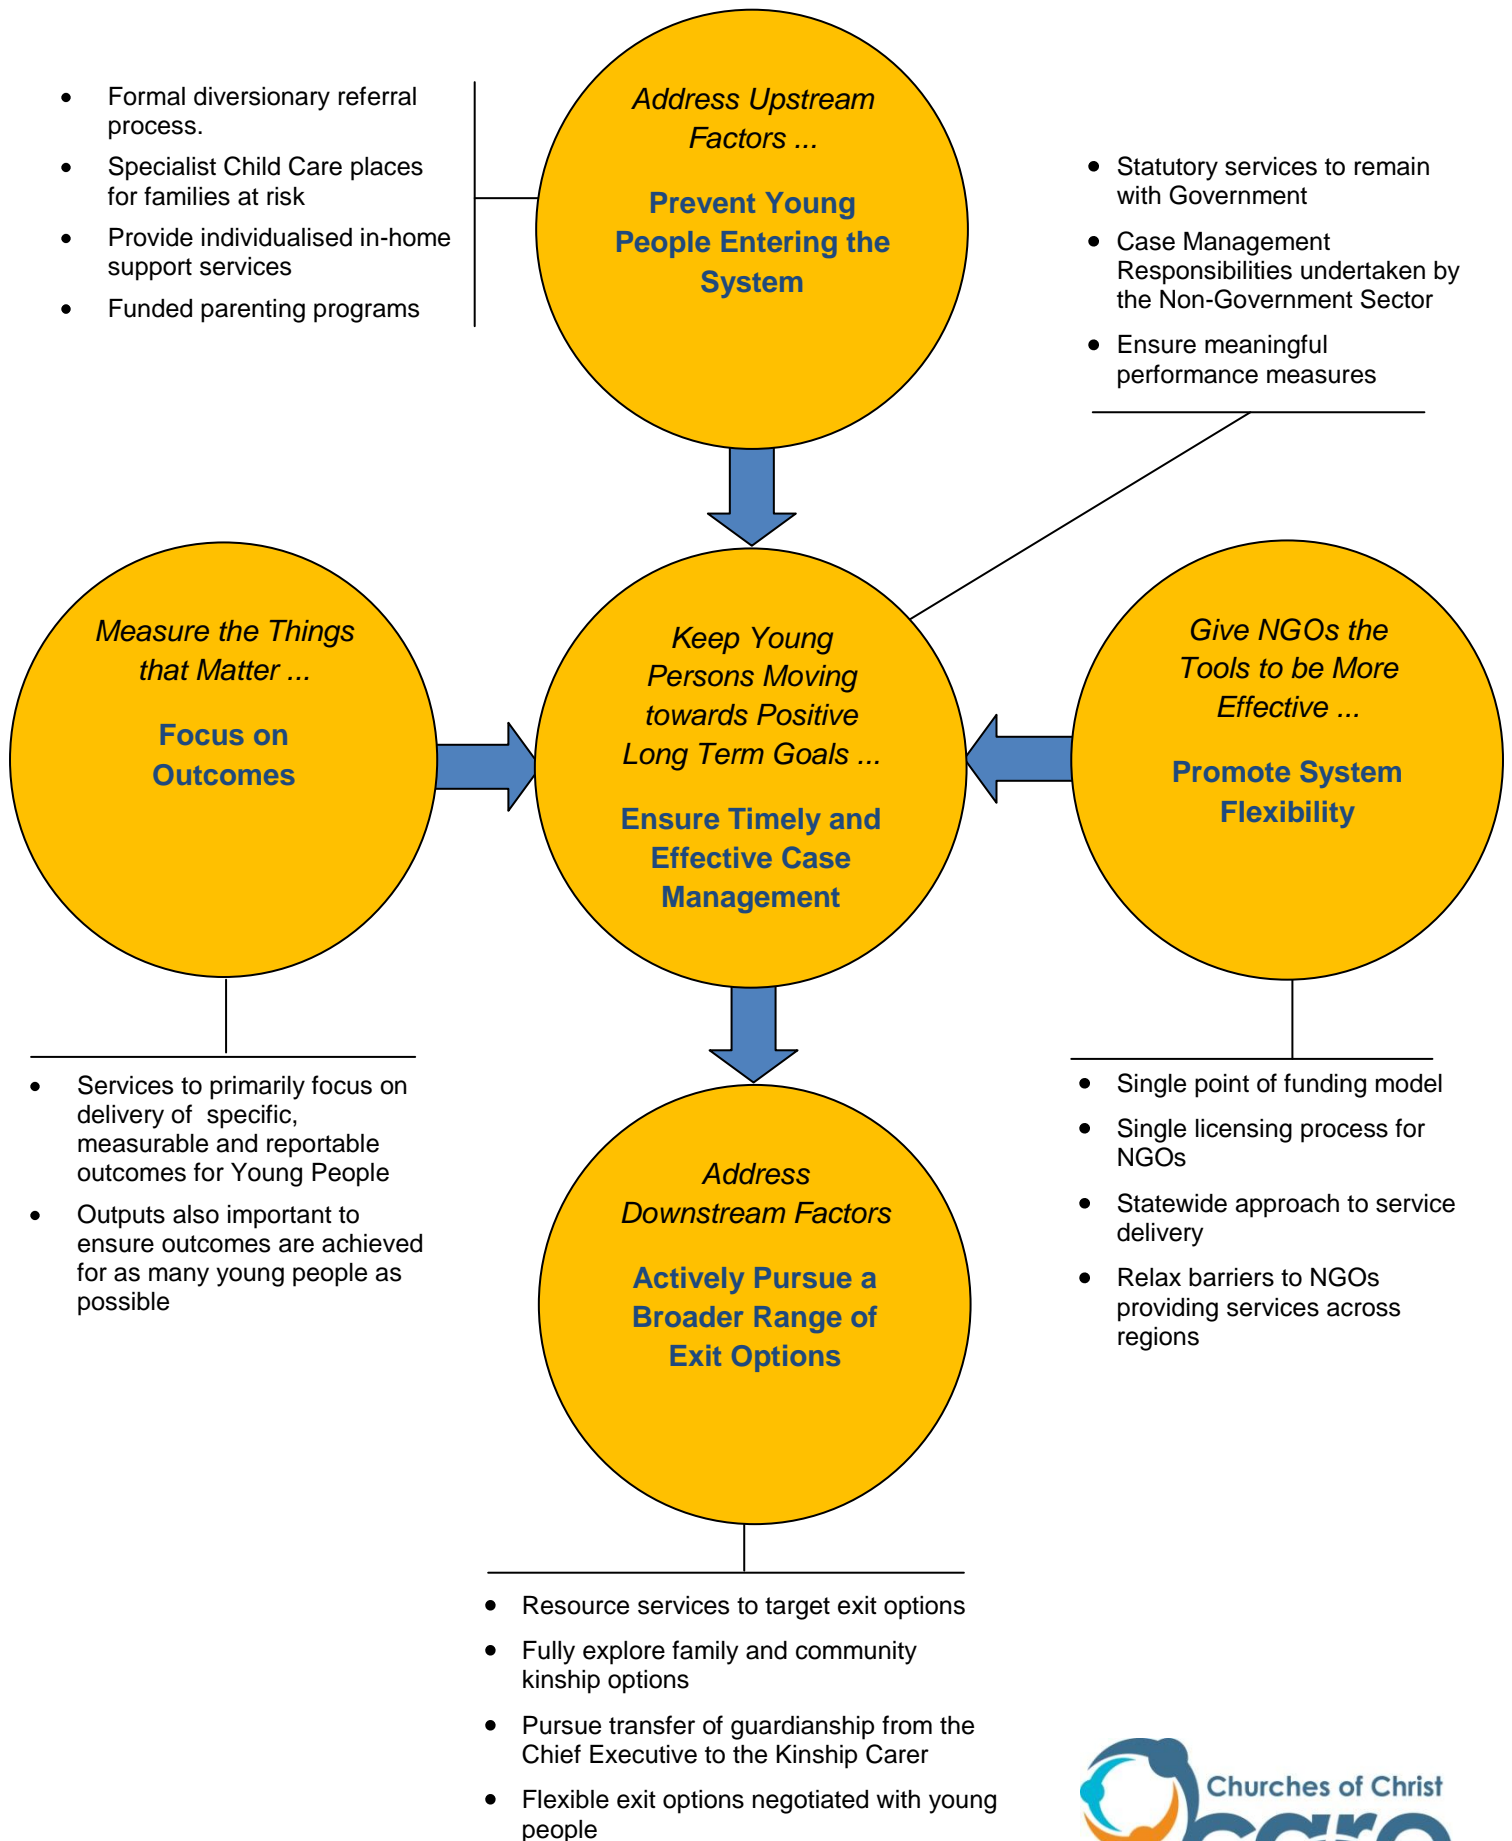 • Formal diversionary referral
process.
• Specialist Child Care places
for families at risk
• Provide individualised in-home
support services
• Funded parenting programs
Address Upstream
Factors ...
Prevent Young
People Entering the
System
• Statutory services to remain
with Government
• Case Management
Responsibilities undertaken by
the Non-Government Sector
• Ensure meaningful
performance measures
Measure the Things
that Matter ...
Focus on
Outcomes
Keep Young
Persons Moving
towards Positive
Long Term Goals ...
Ensure Timely and
Effective Case
Management
Give NGOs the
Tools to be More
Effective ...
Promote System
Flexibility
• Services to primarily focus on
delivery of specific,
measurable and reportable
outcomes for Young People
• Outputs also important to
ensure outcomes are achieved
for as many young people as
possible
• Single point of funding model
• Single licensing process for
NGOs
• Statewide approach to service
delivery
• Relax barriers to NGOs
providing services across
regions
Address
Downstream Factors
Actively Pursue a
Broader Range of
Exit Options
• Resource services to target exit options
• Fully explore family and community
kinship options
• Pursue transfer of guardianship from the
Chief Executive to the Kinship Carer
• Flexible exit options negotiated with young
people
Churches of Christ
care